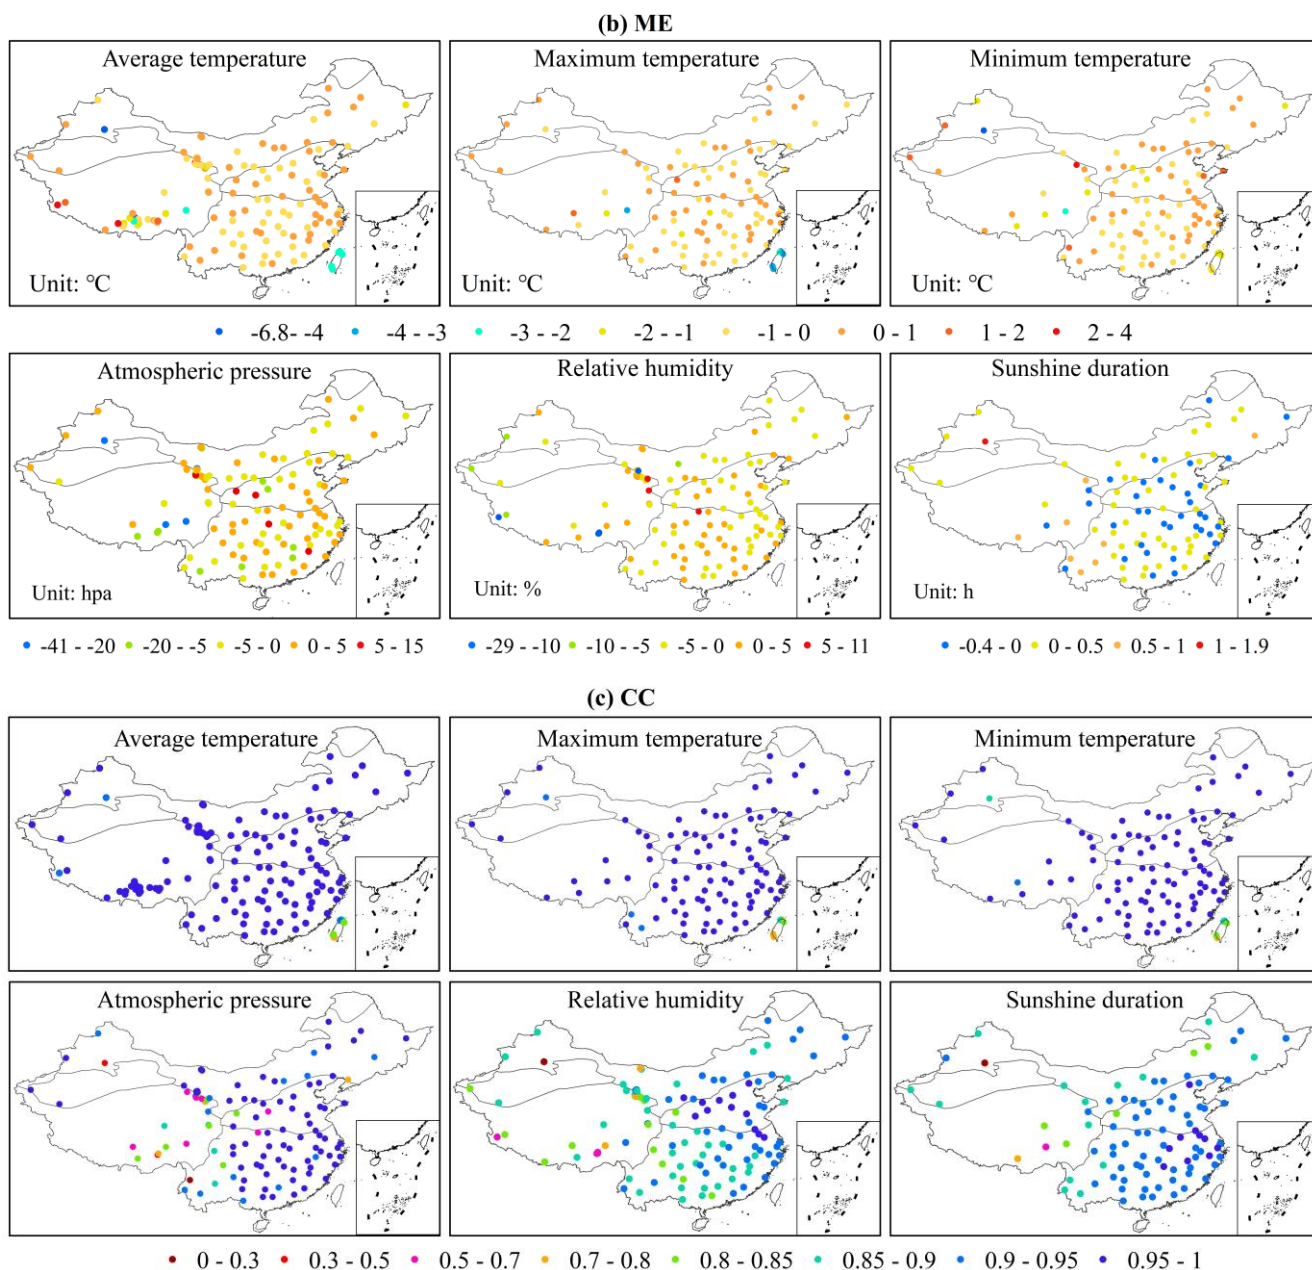 (b) ME
Average temperature
Maximum temperature
Minimum temperature
Unit: °C
Unit: °C
Unit: °C
-6.8- -4
-4 - -3
-3 - -2
-2 - -1
-1 - 0
0 - 1
1 - 2
2 - 4
Atmospheric pressure
Relative humidity
Sunshine duration
Unit: hpa
Unit: %
Unit: h
-41 - -20
-20 - -5
-5 - 0
0 - 5
5 - 15
-29 - -10
-10 - -5
-5 - 0
0 - 5
5 - 11
-0.4 - 0
0 - 0.5
0.5 - 1
1 - 1.9
(c) CC
Average temperature
Maximum temperature
Minimum temperature
Atmospheric pressure
Relative humidity
Sunshine duration
0 - 0.3
0.3 - 0.5
0.5 - 0.7
0.7 - 0.8
0.8 - 0.85
0.85 - 0.9
0.9 - 0.95
0.95 - 1